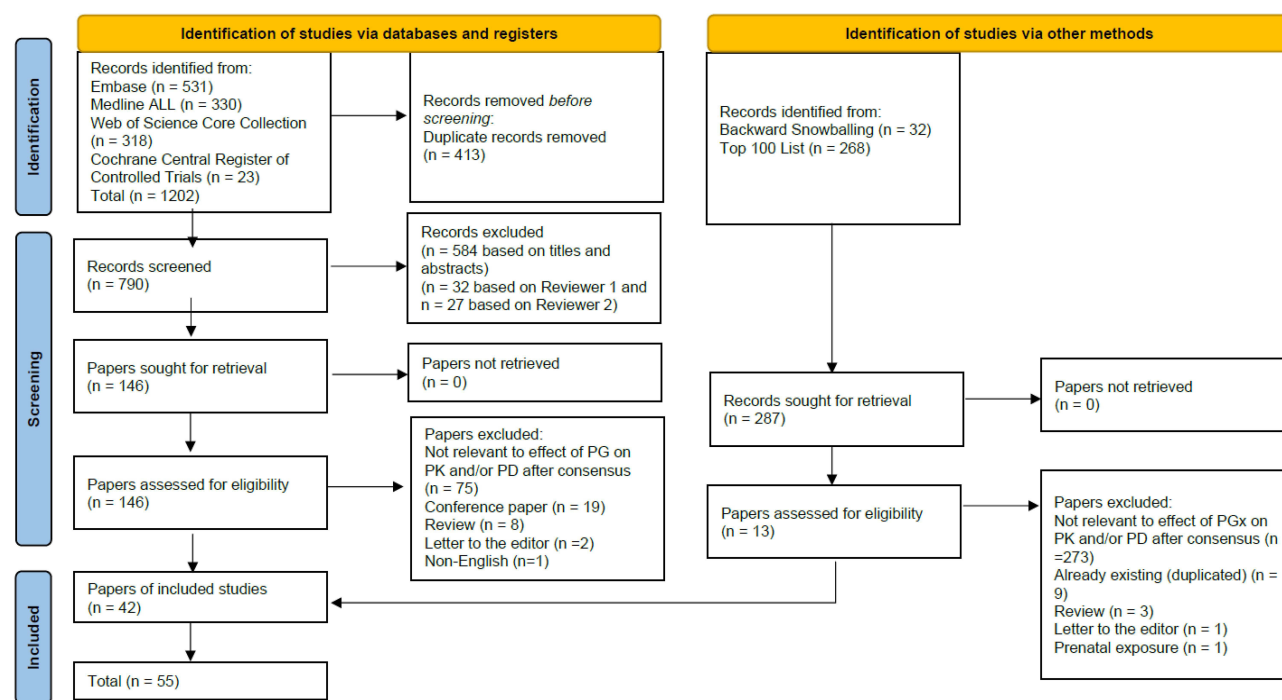 Identification of studies via databases and registers
Identification of studies via other methods
Identification
Records identified from:
Embase (n = 531)
Medline ALL (n = 330)
Web of Science Core Collection
(n = 318)
Cochrane Central Register of
Controlled Trials (n = 23)
Total (n = 1202)
Records removed before
screening:
Duplicate records removed
(n = 413)
Records identified from:
Backward Snowballing (n = 32)
Top 100 List (n = 268)
Screening
Records screened
(n = 790)
Records excluded
(n = 584 based on titles and
abstracts)
(n = 32 based on Reviewer 1 and
n = 27 based on Reviewer 2)
Papers sought for retrieval
(n = 146)
Papers not retrieved
(n = 0)
Records sought for retrieval
(n = 287)
Papers not retrieved
(n = 0)
Papers assessed for eligibility
(n = 146)
Papers excluded:
Not relevant to effect of PG on
PK and/or PD after consensus
(n = 75)
Conference paper (n = 19)
Review (n = 8)
Letter to the editor (n =2)
Non-English (n=1)
Papers assessed for eligibility
(n = 13)
Papers excluded:
Not relevant to effect of PGx on
PK and/or PD after consensus (n
=273)
Already existing (duplicated) (n =
9)
Review (n = 3)
Letter to the editor (n = 1)
Prenatal exposure (n = 1)
Included
Papers of included studies
(n = 42)
Total (n = 55)